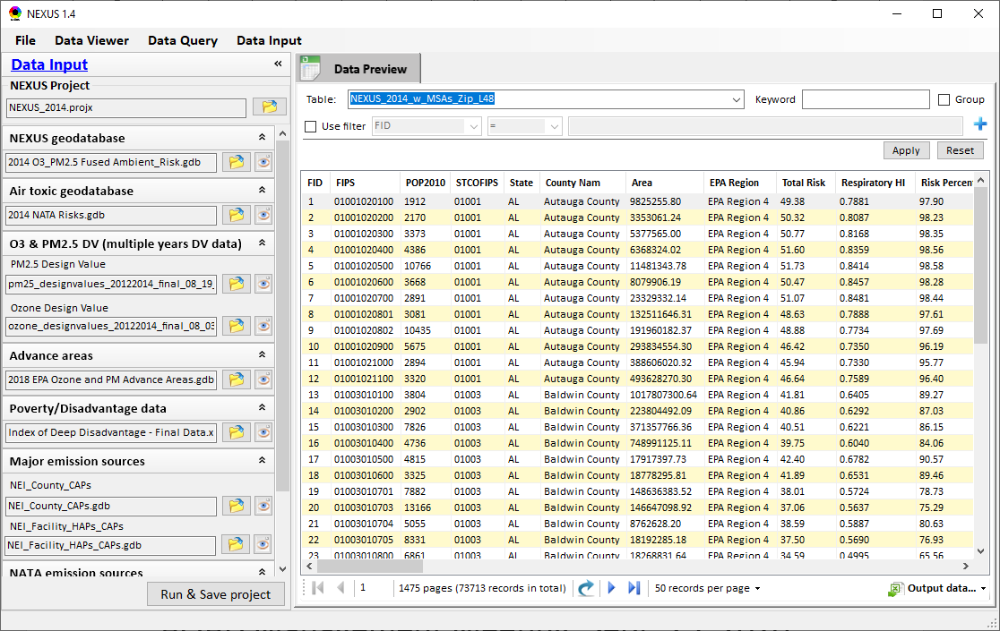 NEXUS 1.4
File Data Viewer Data Query Data Input
Data Input «
NEXUS Project
NEXUS_2014.projx
NEXUS geodatabase
2014 O3_PM2.5 Fused Ambient_Risk.gdb
Air toxic geodatabase
2014 NATA Risks.gdb
O3 & PM2.5 DV (multiple years DV data)
PM2.5 Design Value
pm25_designvalues_20122014_final_08_19_
Ozone Design Value
ozone_designvalues_20122014_final_08_03
Advance areas
2018 EPA Ozone and PM Advance Areas.gdb
Poverty/Disadvantage data
Index of Deep Disadvantage - Final Data.x
Major emission sources
NEI_County_CAPs
NEI_County_CAPs.gdb
NEI_Facility_HAPs_CAPs
NEI_Facility_HAPs_CAPs.gdb
NATA emission sources
Run & Save project
Data Preview
Table: NEXUS_2014_w_MSAs_Zip_L48 Keyword Group
Use filter FID =
Apply Reset
FID FIPS POP2010 STCOFIPS State County Nam Area EPA Region Total Risk Respiratory HI Risk Percen
1 01001020100 1912 01001 AL Autauga County 9825255.80 EPA Region 4 49.38 0.7881 97.90
2 01001020200 2170 01001 AL Autauga County 3353061.24 EPA Region 4 50.32 0.8087 98.23
3 01001020300 3373 01001 AL Autauga County 5377565.00 EPA Region 4 50.77 0.8168 98.35
4 01001020400 4386 01001 AL Autauga County 6368324.02 EPA Region 4 51.60 0.8359 98.56
5 01001020500 10766 01001 AL Autauga County 11481343.78 EPA Region 4 51.73 0.8414 98.58
6 01001020600 3668 01001 AL Autauga County 8079906.19 EPA Region 4 50.47 0.8457 98.28
7 01001020700 2891 01001 AL Autauga County 23329332.14 EPA Region 4 51.07 0.8481 98.44
8 01001020801 3081 01001 AL Autauga County 132511646.31 EPA Region 4 48.63 0.7888 97.61
9 01001020802 10435 01001 AL Autauga County 191960182.37 EPA Region 4 48.88 0.7734 97.69
10 01001020900 5675 01001 AL Autauga County 293834554.30 EPA Region 4 46.42 0.7350 96.19
11 01001021000 2894 01001 AL Autauga County 388606020.32 EPA Region 4 45.94 0.7330 95.77
12 01001021100 3320 01001 AL Autauga County 493628270.30 EPA Region 4 46.64 0.7589 96.40
13 01003010100 3804 01003 AL Baldwin County 1017807300.64 EPA Region 4 41.81 0.6405 89.27
14 01003010200 2902 01003 AL Baldwin County 223804492.09 EPA Region 4 40.86 0.6292 87.03
15 01003010300 7826 01003 AL Baldwin County 371357766.36 EPA Region 4 40.51 0.6221 86.15
16 01003010400 4736 01003 AL Baldwin County 748991125.11 EPA Region 4 39.75 0.6040 84.06
17 01003010500 4815 01003 AL Baldwin County 17917397.73 EPA Region 4 42.40 0.6782 90.57
18 01003010600 3325 01003 AL Baldwin County 18778295.81 EPA Region 4 41.89 0.6531 89.46
19 01003010701 7882 01003 AL Baldwin County 148636383.52 EPA Region 4 38.01 0.5724 78.73
20 01003010703 13166 01003 AL Baldwin County 146647098.92 EPA Region 4 37.06 0.5637 75.29
21 01003010704 5055 01003 AL Baldwin County 8762628.20 EPA Region 4 38.59 0.5887 80.63
22 01003010705 8331 01003 AL Baldwin County 18192285.18 EPA Region 4 37.50 0.5690 76.93
23 01003010800 6861 01003 AL Baldwin County 18268831.64 EPA Region 4 34.59 0.4995 65.56
1 1475 pages (73713 records in total) 50 records per page Output data...